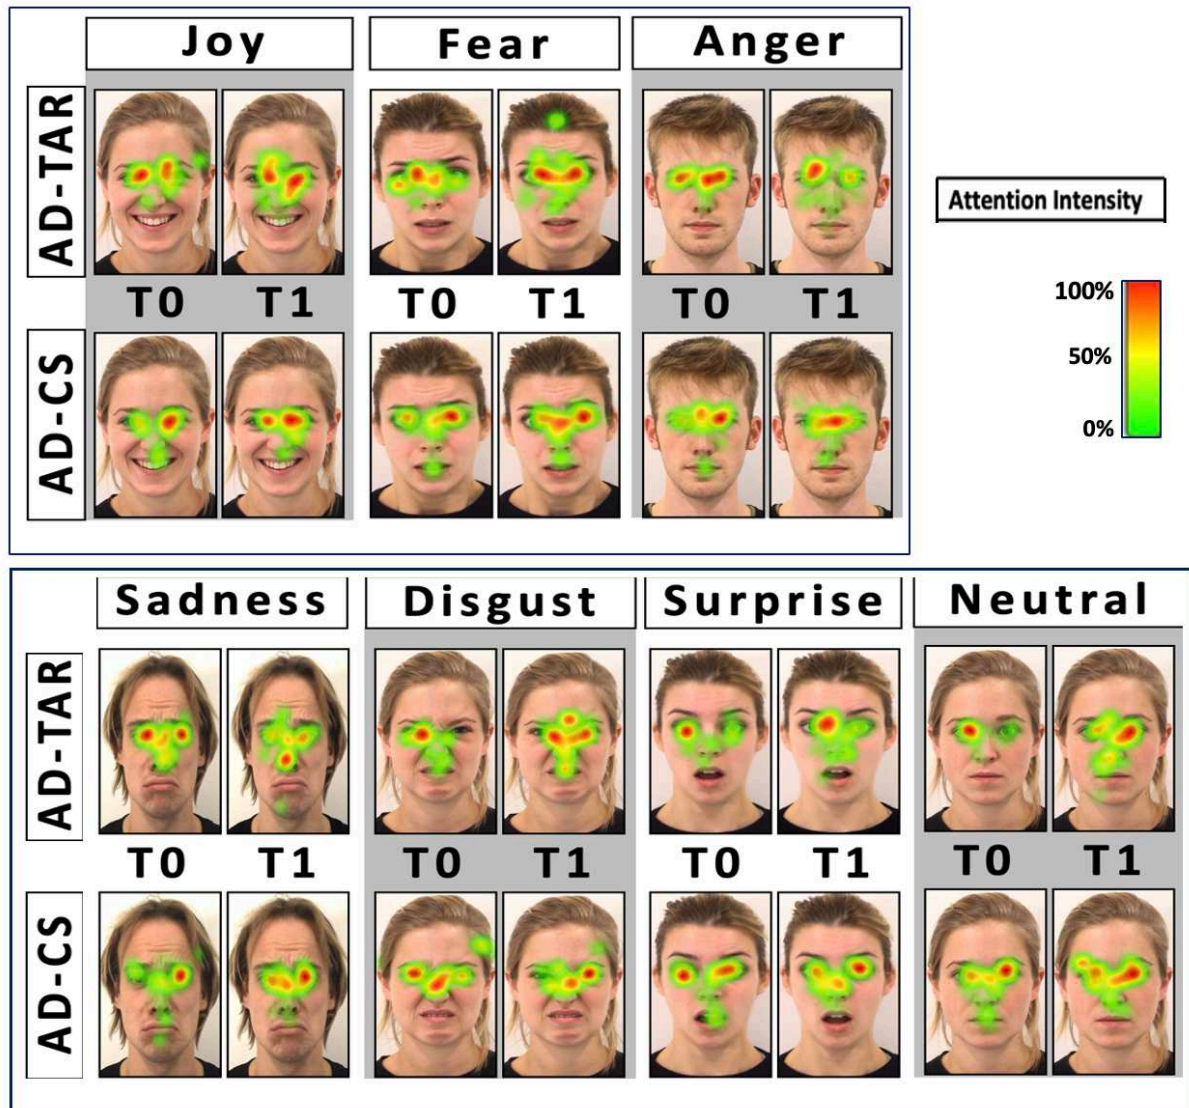 Joy Fear Anger
AD-TAR
T0 T1 T0 T1 T0 T1
AD-CS
Attention Intensity
100%
50%
0%
Sadness Disgust Surprise Neutral
AD-TAR
T0 T1 T0 T1 T0 T1 T0 T1
AD-CS